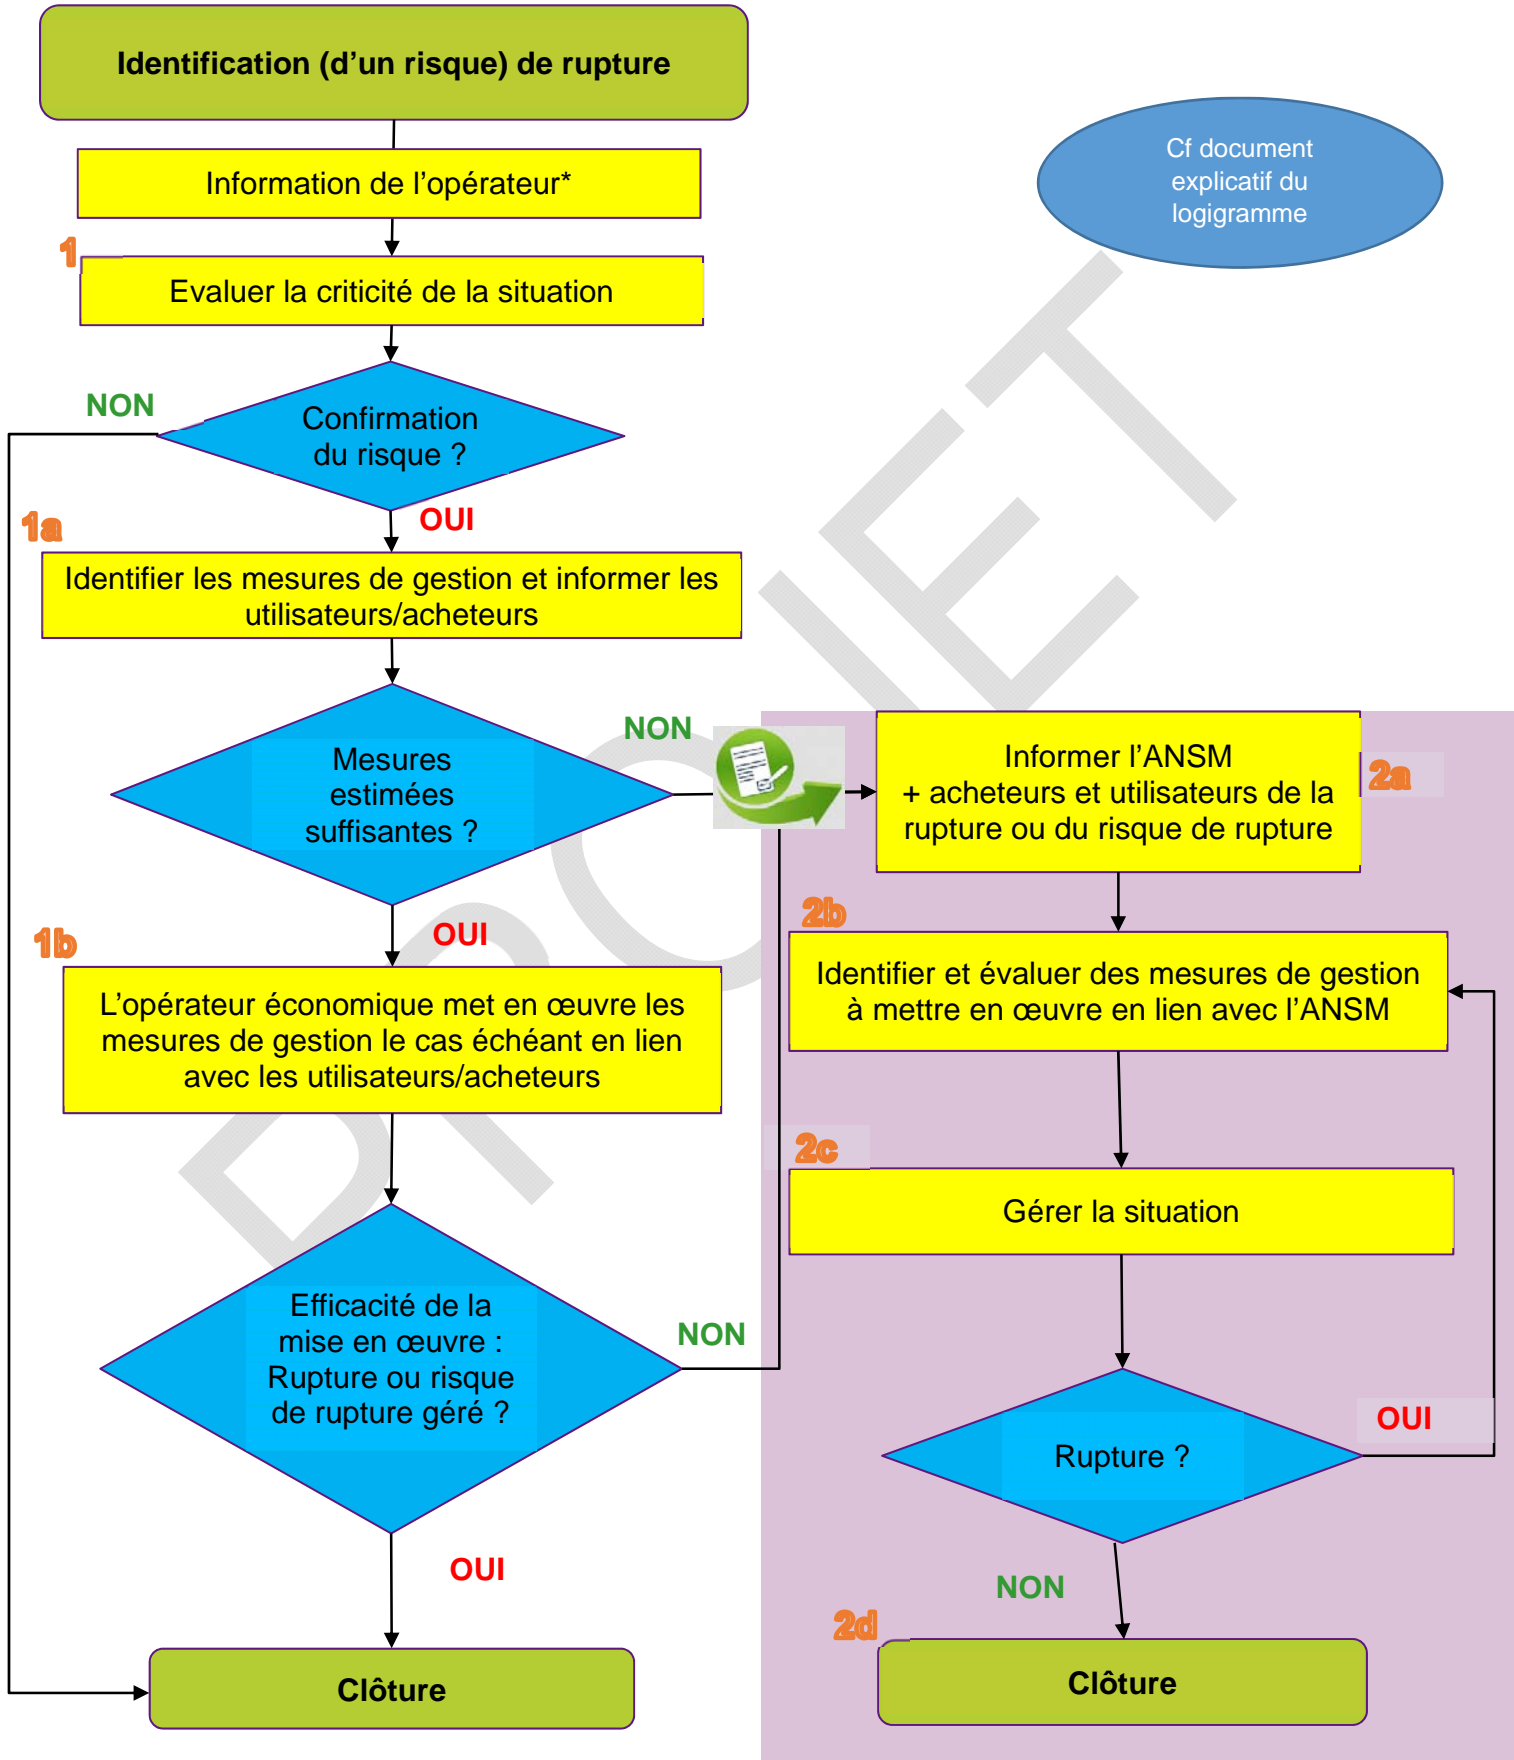 Identification (d’un risque) de rupture
Cf document
explicatif du
logigramme
Information de l’opérateur*
1
Evaluer la criticité de la situation
NON
Confirmation
du risque ?
OUI
1a
Identifier les mesures de gestion et informer les
utilisateurs/acheteurs
Mesures
estimées
suffisantes ?
NON
Informer l’ANSM
+ acheteurs et utilisateurs de la
rupture ou du risque de rupture
2a
OUI
1b
L’opérateur économique met en œuvre les
mesures de gestion le cas échéant en lien
avec les utilisateurs/acheteurs
2b
Identifier et évaluer des mesures de gestion
à mettre en œuvre en lien avec l’ANSM
2c
Gérer la situation
Efficacité de la
mise en œuvre :
Rupture ou risque
de rupture géré ?
NON
Rupture ?
OUI
OUI
NON
2d
Clôture
Clôture
PROJET